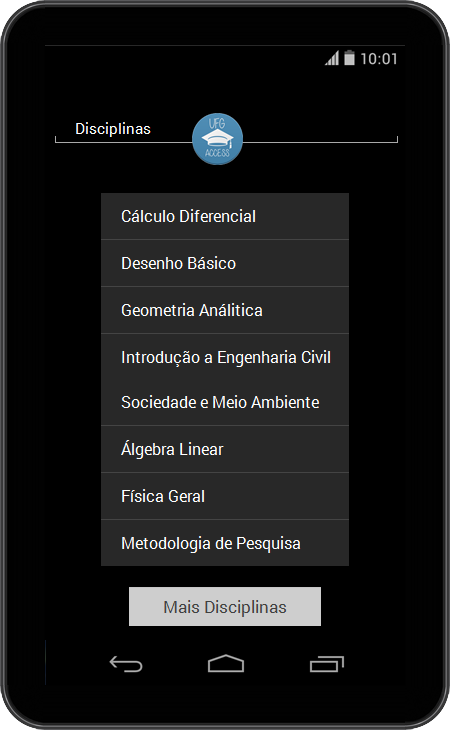 10:01
Disciplinas
UFG
ACCESS
Cálculo Diferencial
Desenho Básico
Geometria Análitica
Introdução a Engenharia Civil
Sociedade e Meio Ambiente
Álgebra Linear
Física Geral
Metodologia de Pesquisa
Mais Disciplinas